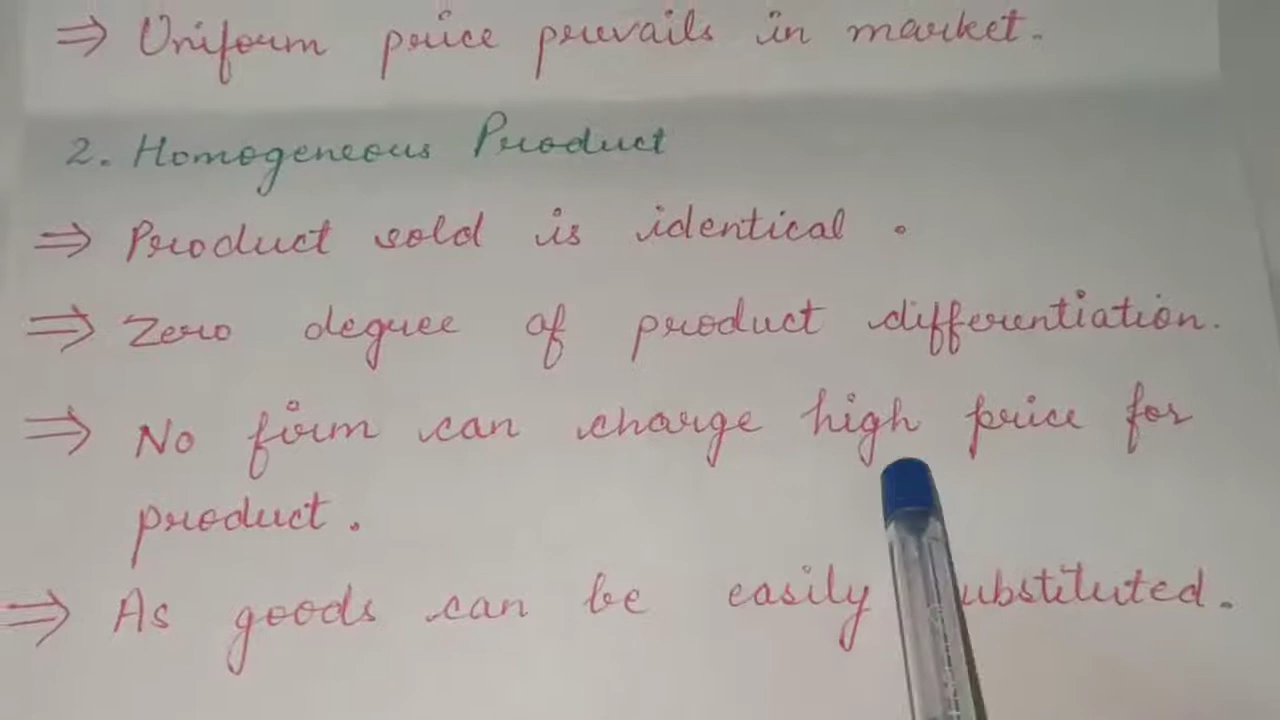 ⇒ Uniform price prevails in market.
2. Homogeneous Product
⇒ Product sold is identical.
⇒ Zero degree of product differentiation.
⇒ No firm can charge high price for
product.
⇒ As goods can be easily substituted.